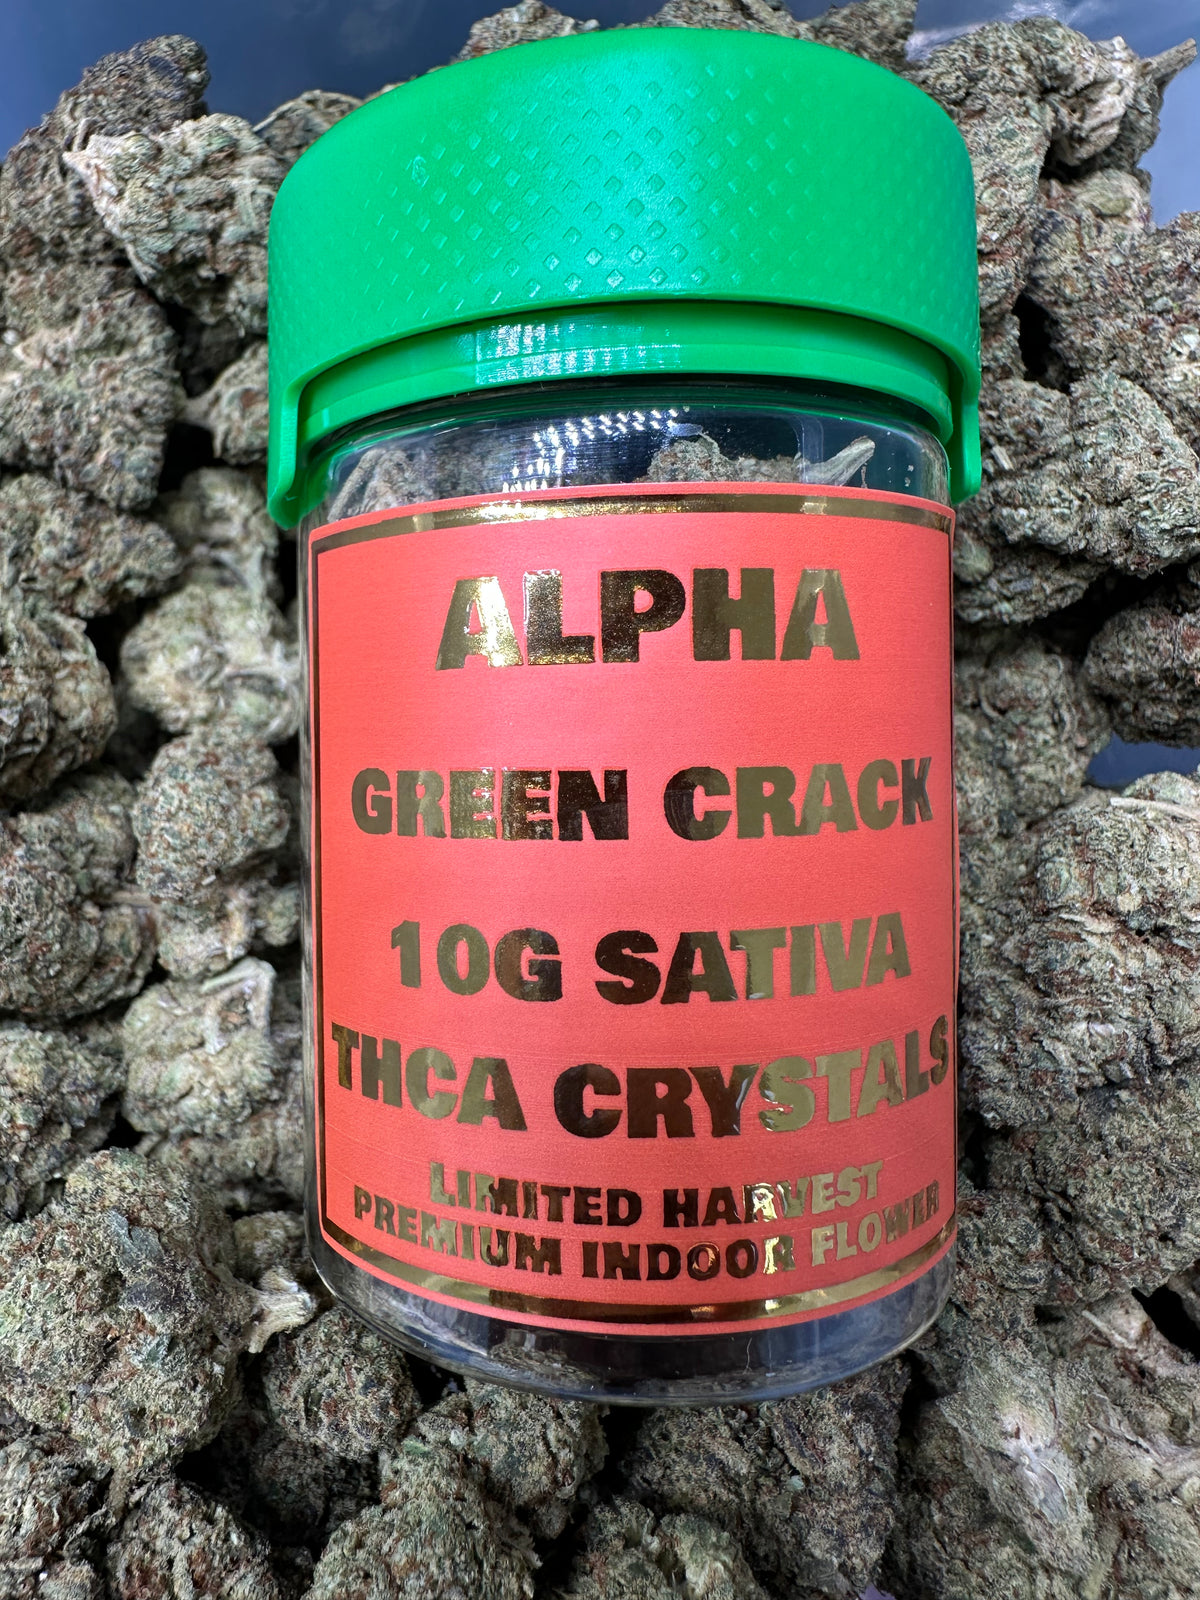 ALPHA
GREEN CRACK
10G SATIVA
THCA CRYSTALS
LIMITED HARVEST
PREMIUM INDOOR FLOWER